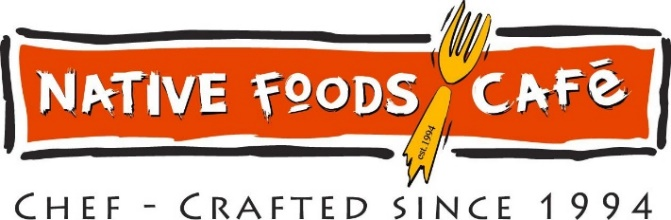 NATIVE FOODS CAFé
est. 1994
CHEF - CRAFTED SINCE 1994